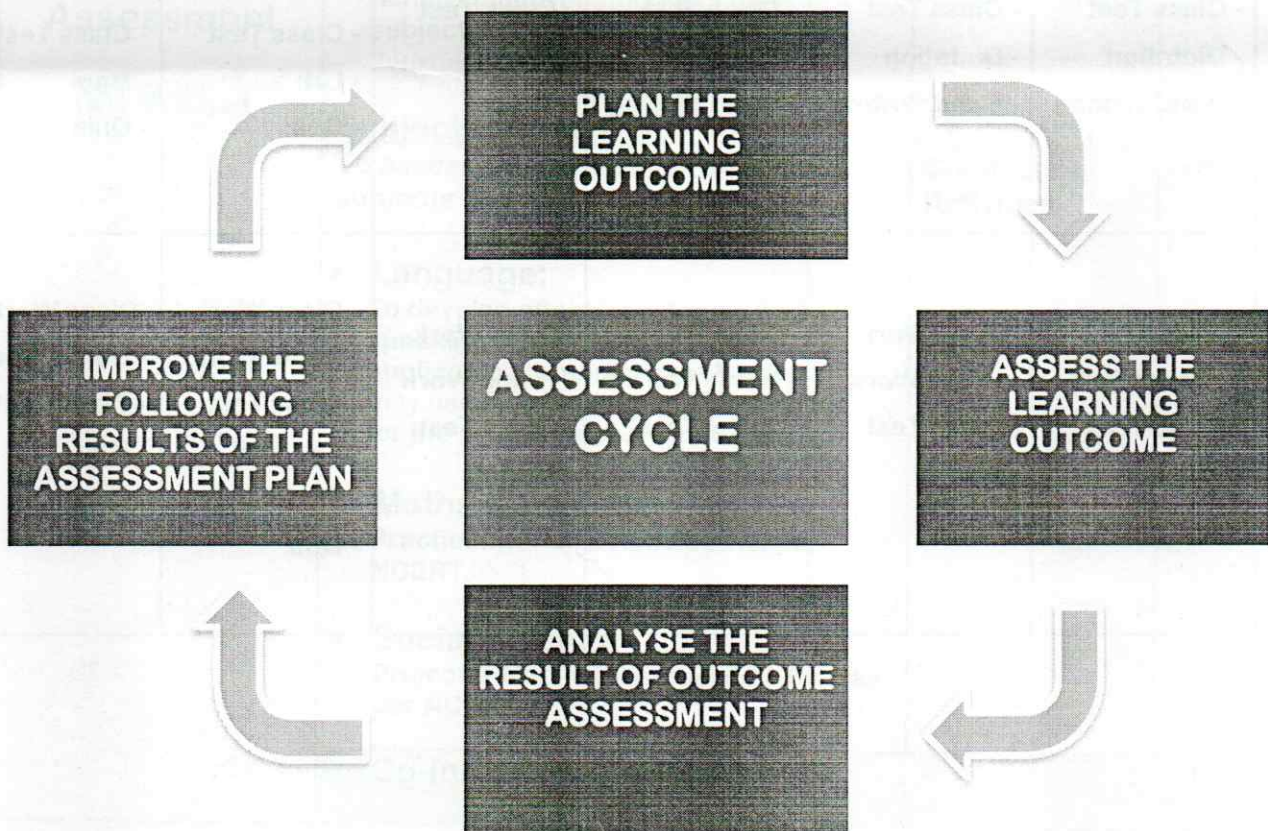 PLAN THE
LEARNING
OUTCOME
ASSESS THE
LEARNING
OUTCOME
ANALYSE THE
RESULT OF OUTCOME
ASSESSMENT
IMPROVE THE
FOLLOWING
RESULTS OF THE
ASSESSMENT PLAN
ASSESSMENT
CYCLE